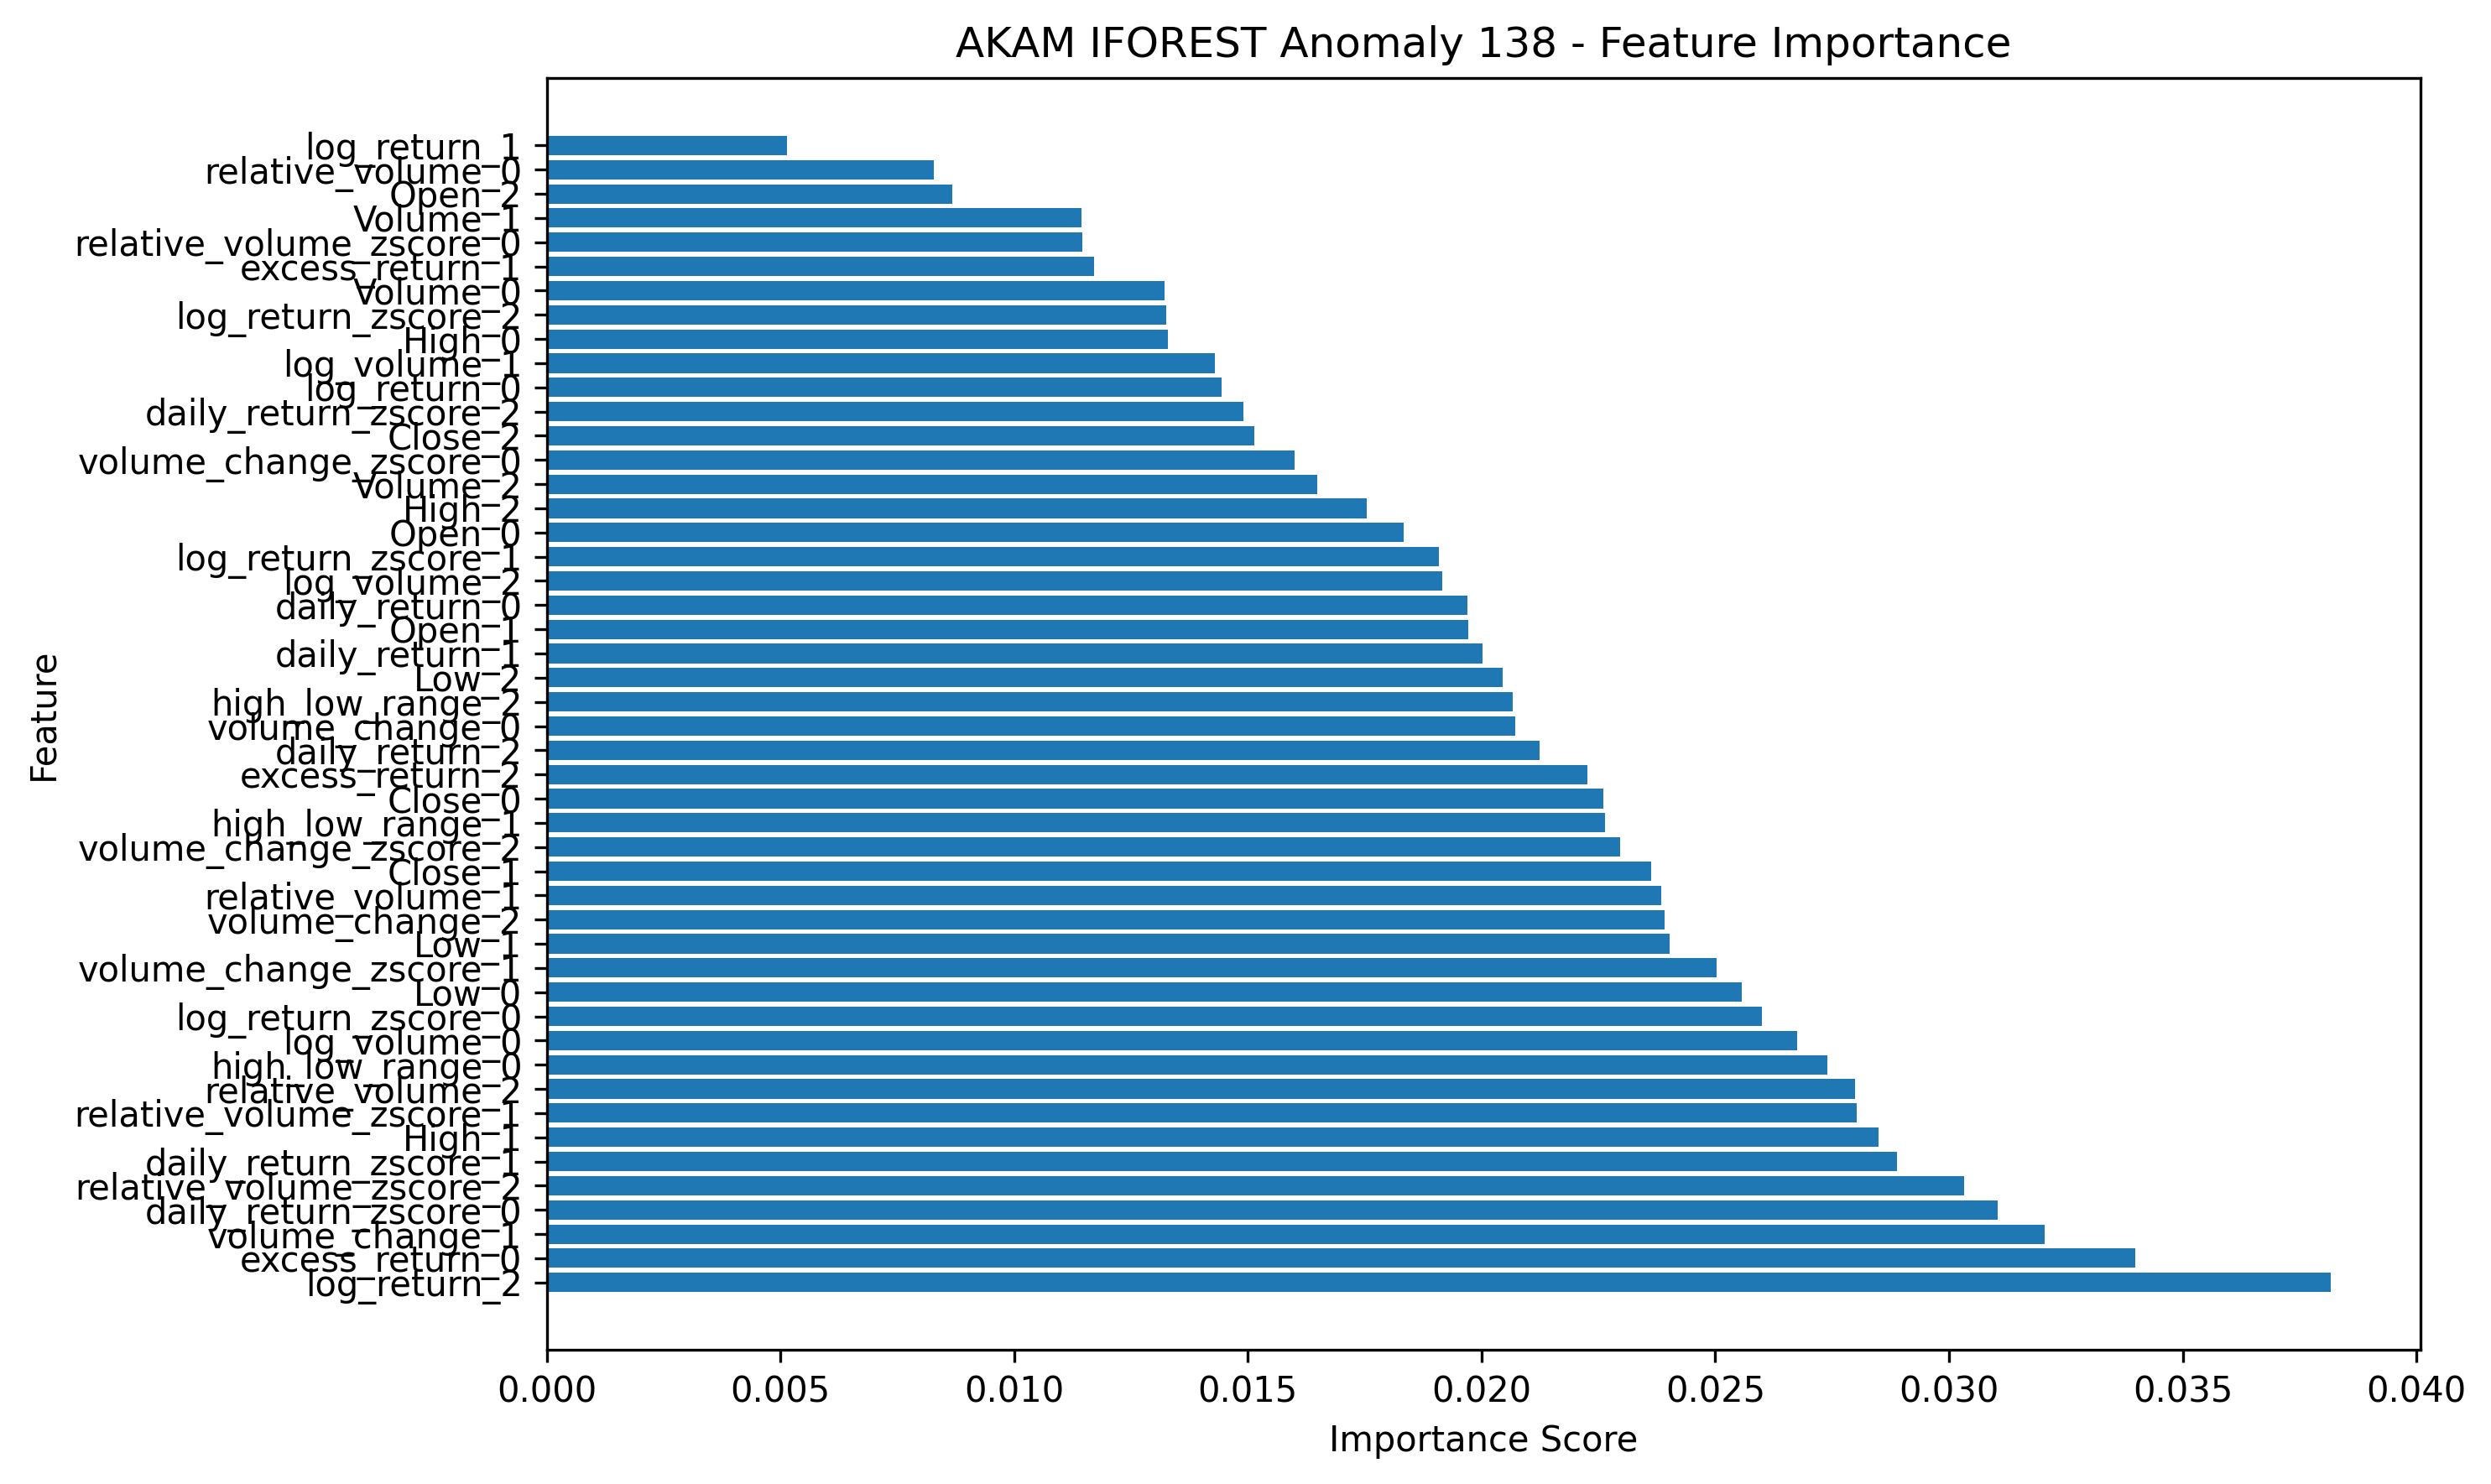 AKAM IFOREST Anomaly 138 - Feature Importance
log_return_1
relative_volume_0
Open_2
Volume_1
relative_volume_zscore_0
excess_return_1
Volume_0
log_return_zscore_2
High_0
log_volume_1
log_return_0
daily_return_zscore_2
Close_2
volume_change_zscore_0
Volume_2
High_2
Open_0
log_return_zscore_1
log_volume_2
daily_return_0
Open_1
daily_return_1
Low_2
high_low_range_2
volume_change_0
daily_return_2
excess_return_2
Close_0
high_low_range_1
volume_change_zscore_2
Close_1
relative_volume_1
volume_change_2
Low_1
volume_change_zscore_1
Low_0
log_return_zscore_0
log_volume_0
high_low_range_0
relative_volume_2
relative_volume_zscore_1
High_1
daily_return_zscore_1
relative_volume_zscore_2
daily_return_zscore_0
volume_change_1
excess_return_0
log_return_2
Feature
0.000 0.005 0.010 0.015 0.020 0.025 0.030 0.035 0.040
Importance Score